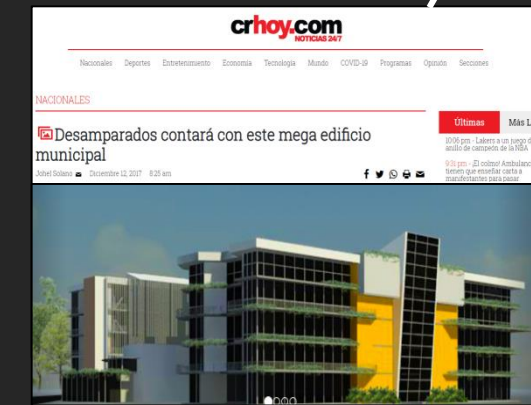 crhoy.com
NOTICIAS 24/7
Nacionales Deportes Entretenimiento Economía Tecnología Mundo COVID-19 Programas Opinión Secciones
NACIONALES
Desamparados contará con este mega edificio
municipal
Johel Solano Diciembre 12, 2017 8:25 am
Últimas Más L
10:06 pm - Lakers a un juego d
anillo de campeón de la NBA
9:31 pm - ¡El colmo! Ambulanc
tienen que enseñar carta a
manifestantes para pasar